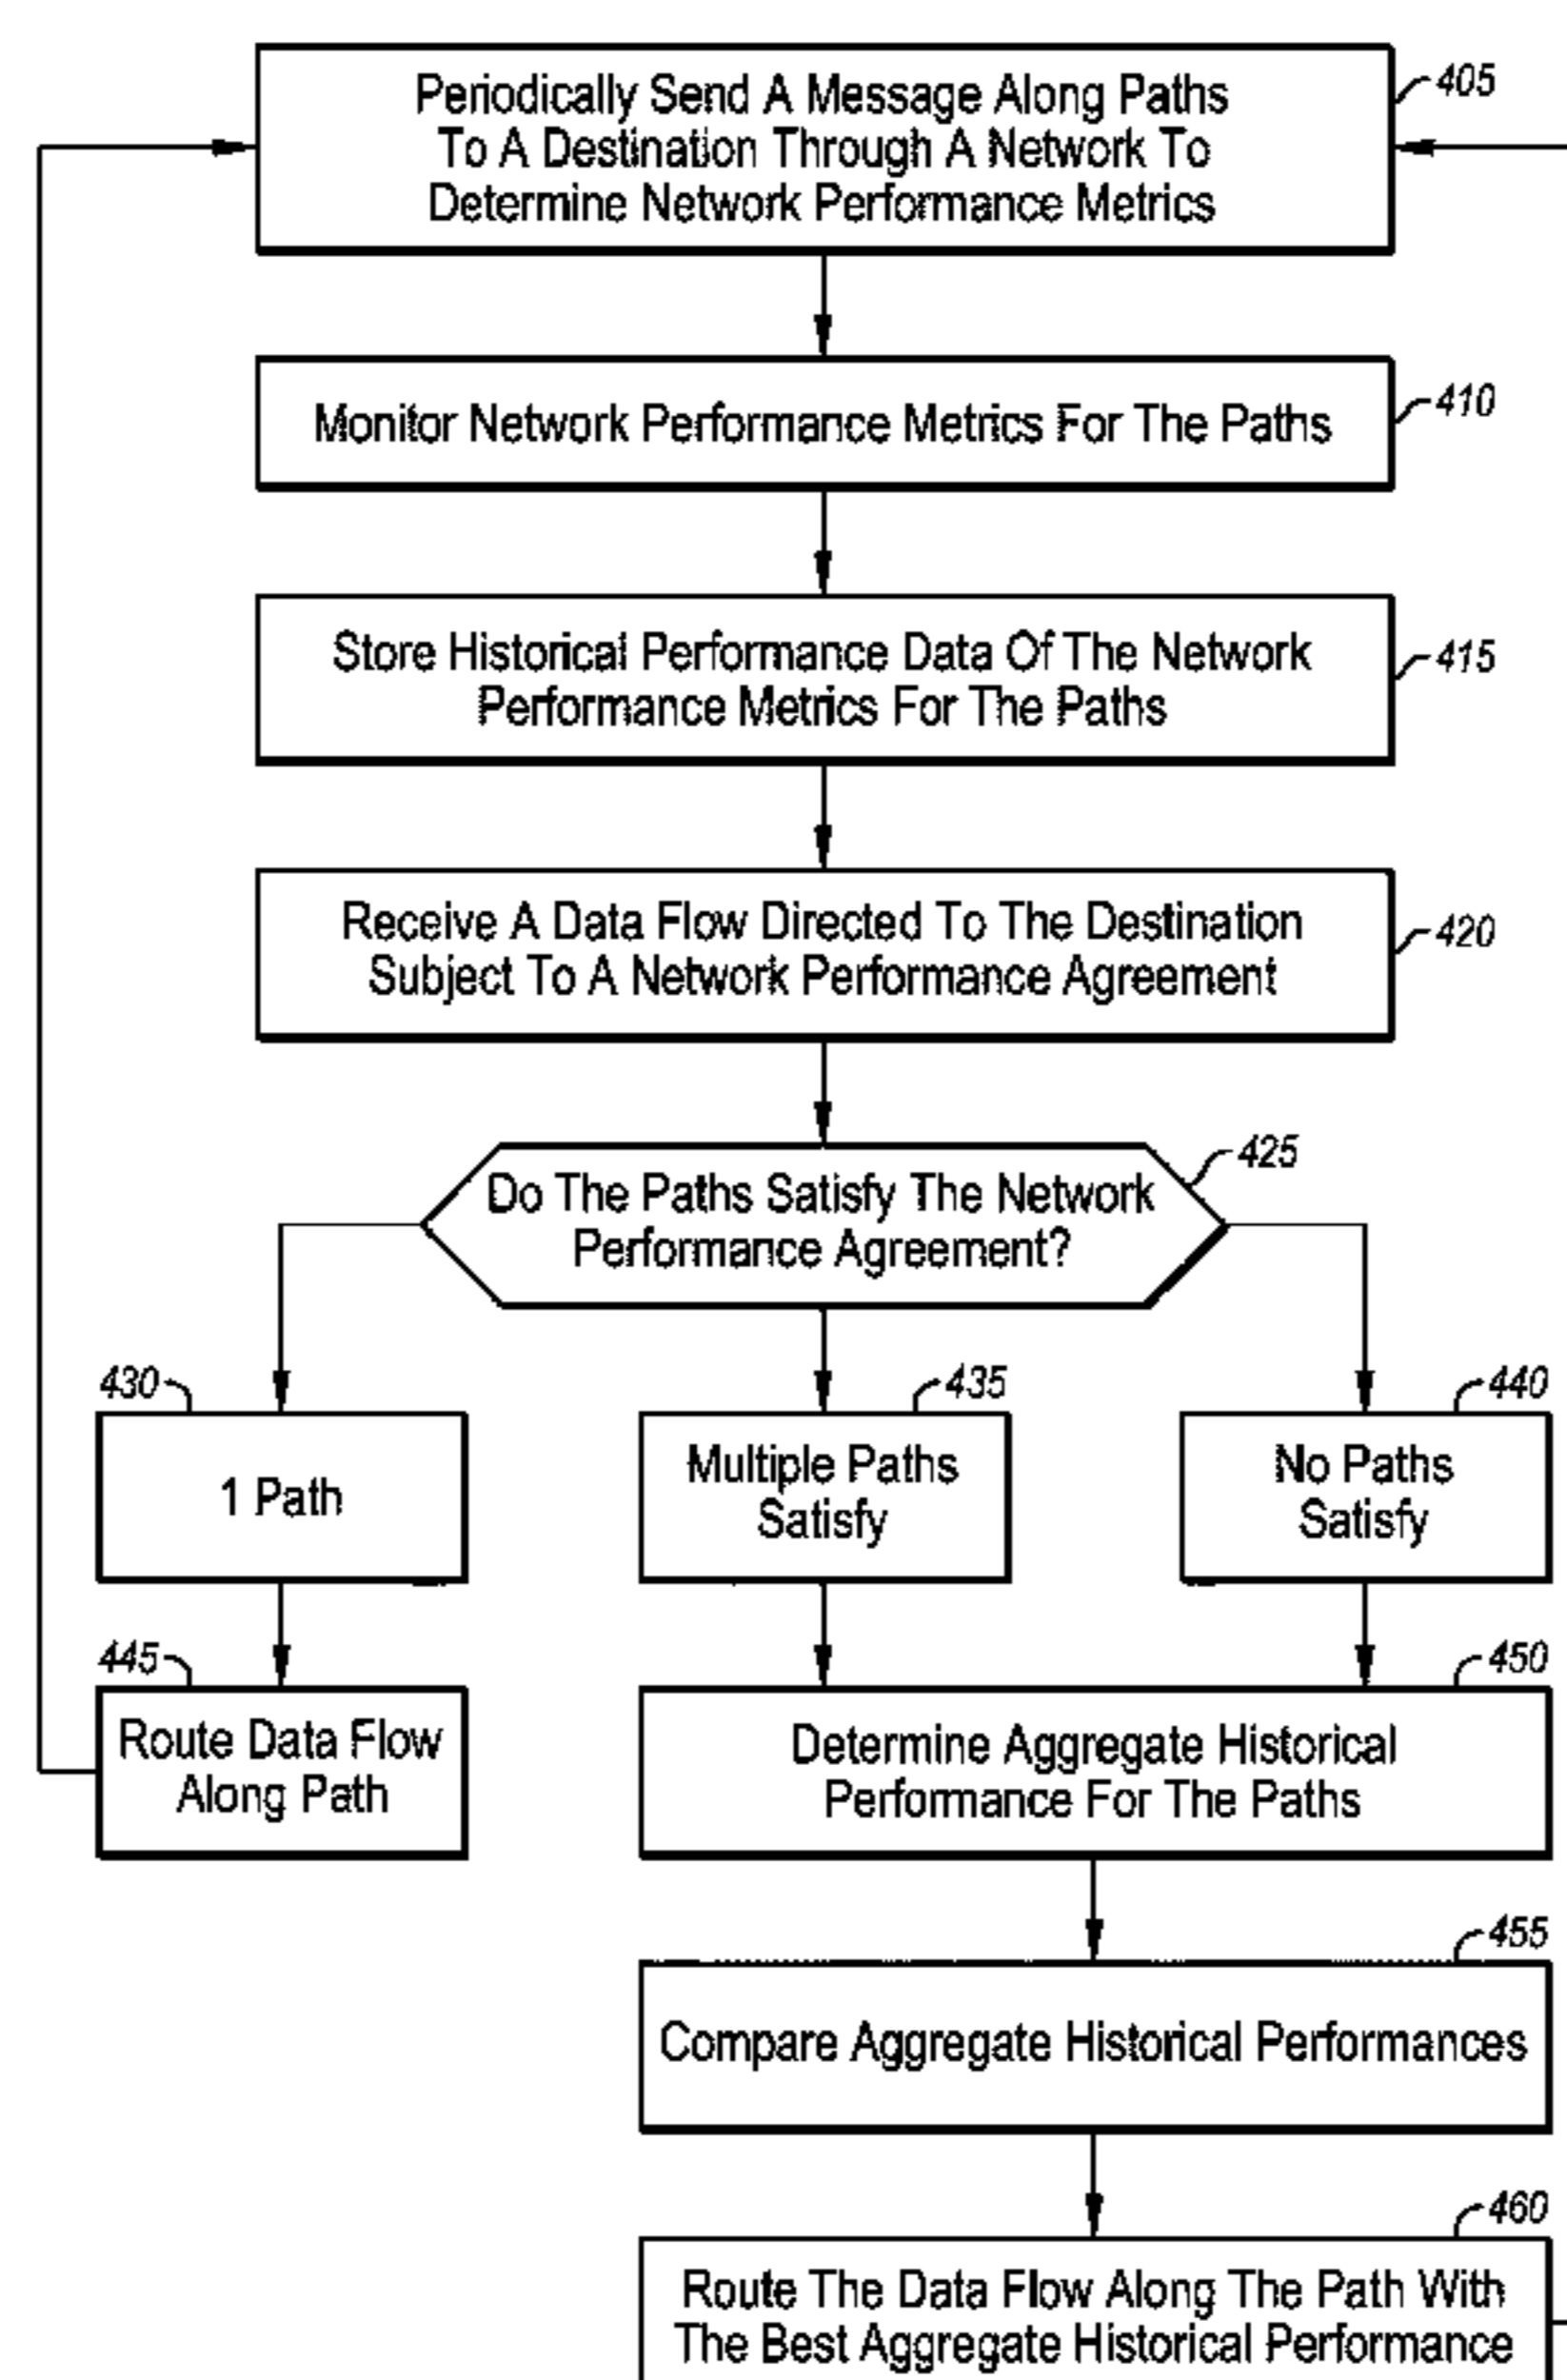 Periodically Send A Message Along Paths
To A Destination Through A Network To
Determine Network Performance Metrics
405
Monitor Network Performance Metrics For The Paths
410
Store Historical Performance Data Of The Network
Performance Metrics For The Paths
415
Receive A Data Flow Directed To The Destination
Subject To A Network Performance Agreement
420
Do The Paths Satisfy The Network
Performance Agreement?
425
430
1 Path
435
Multiple Paths
Satisfy
440
No Paths
Satisfy
445
Route Data Flow
Along Path
450
Determine Aggregate Historical
Performance For The Paths
455
Compare Aggregate Historical Performances
460
Route The Data Flow Along The Path With
The Best Aggregate Historical Performance